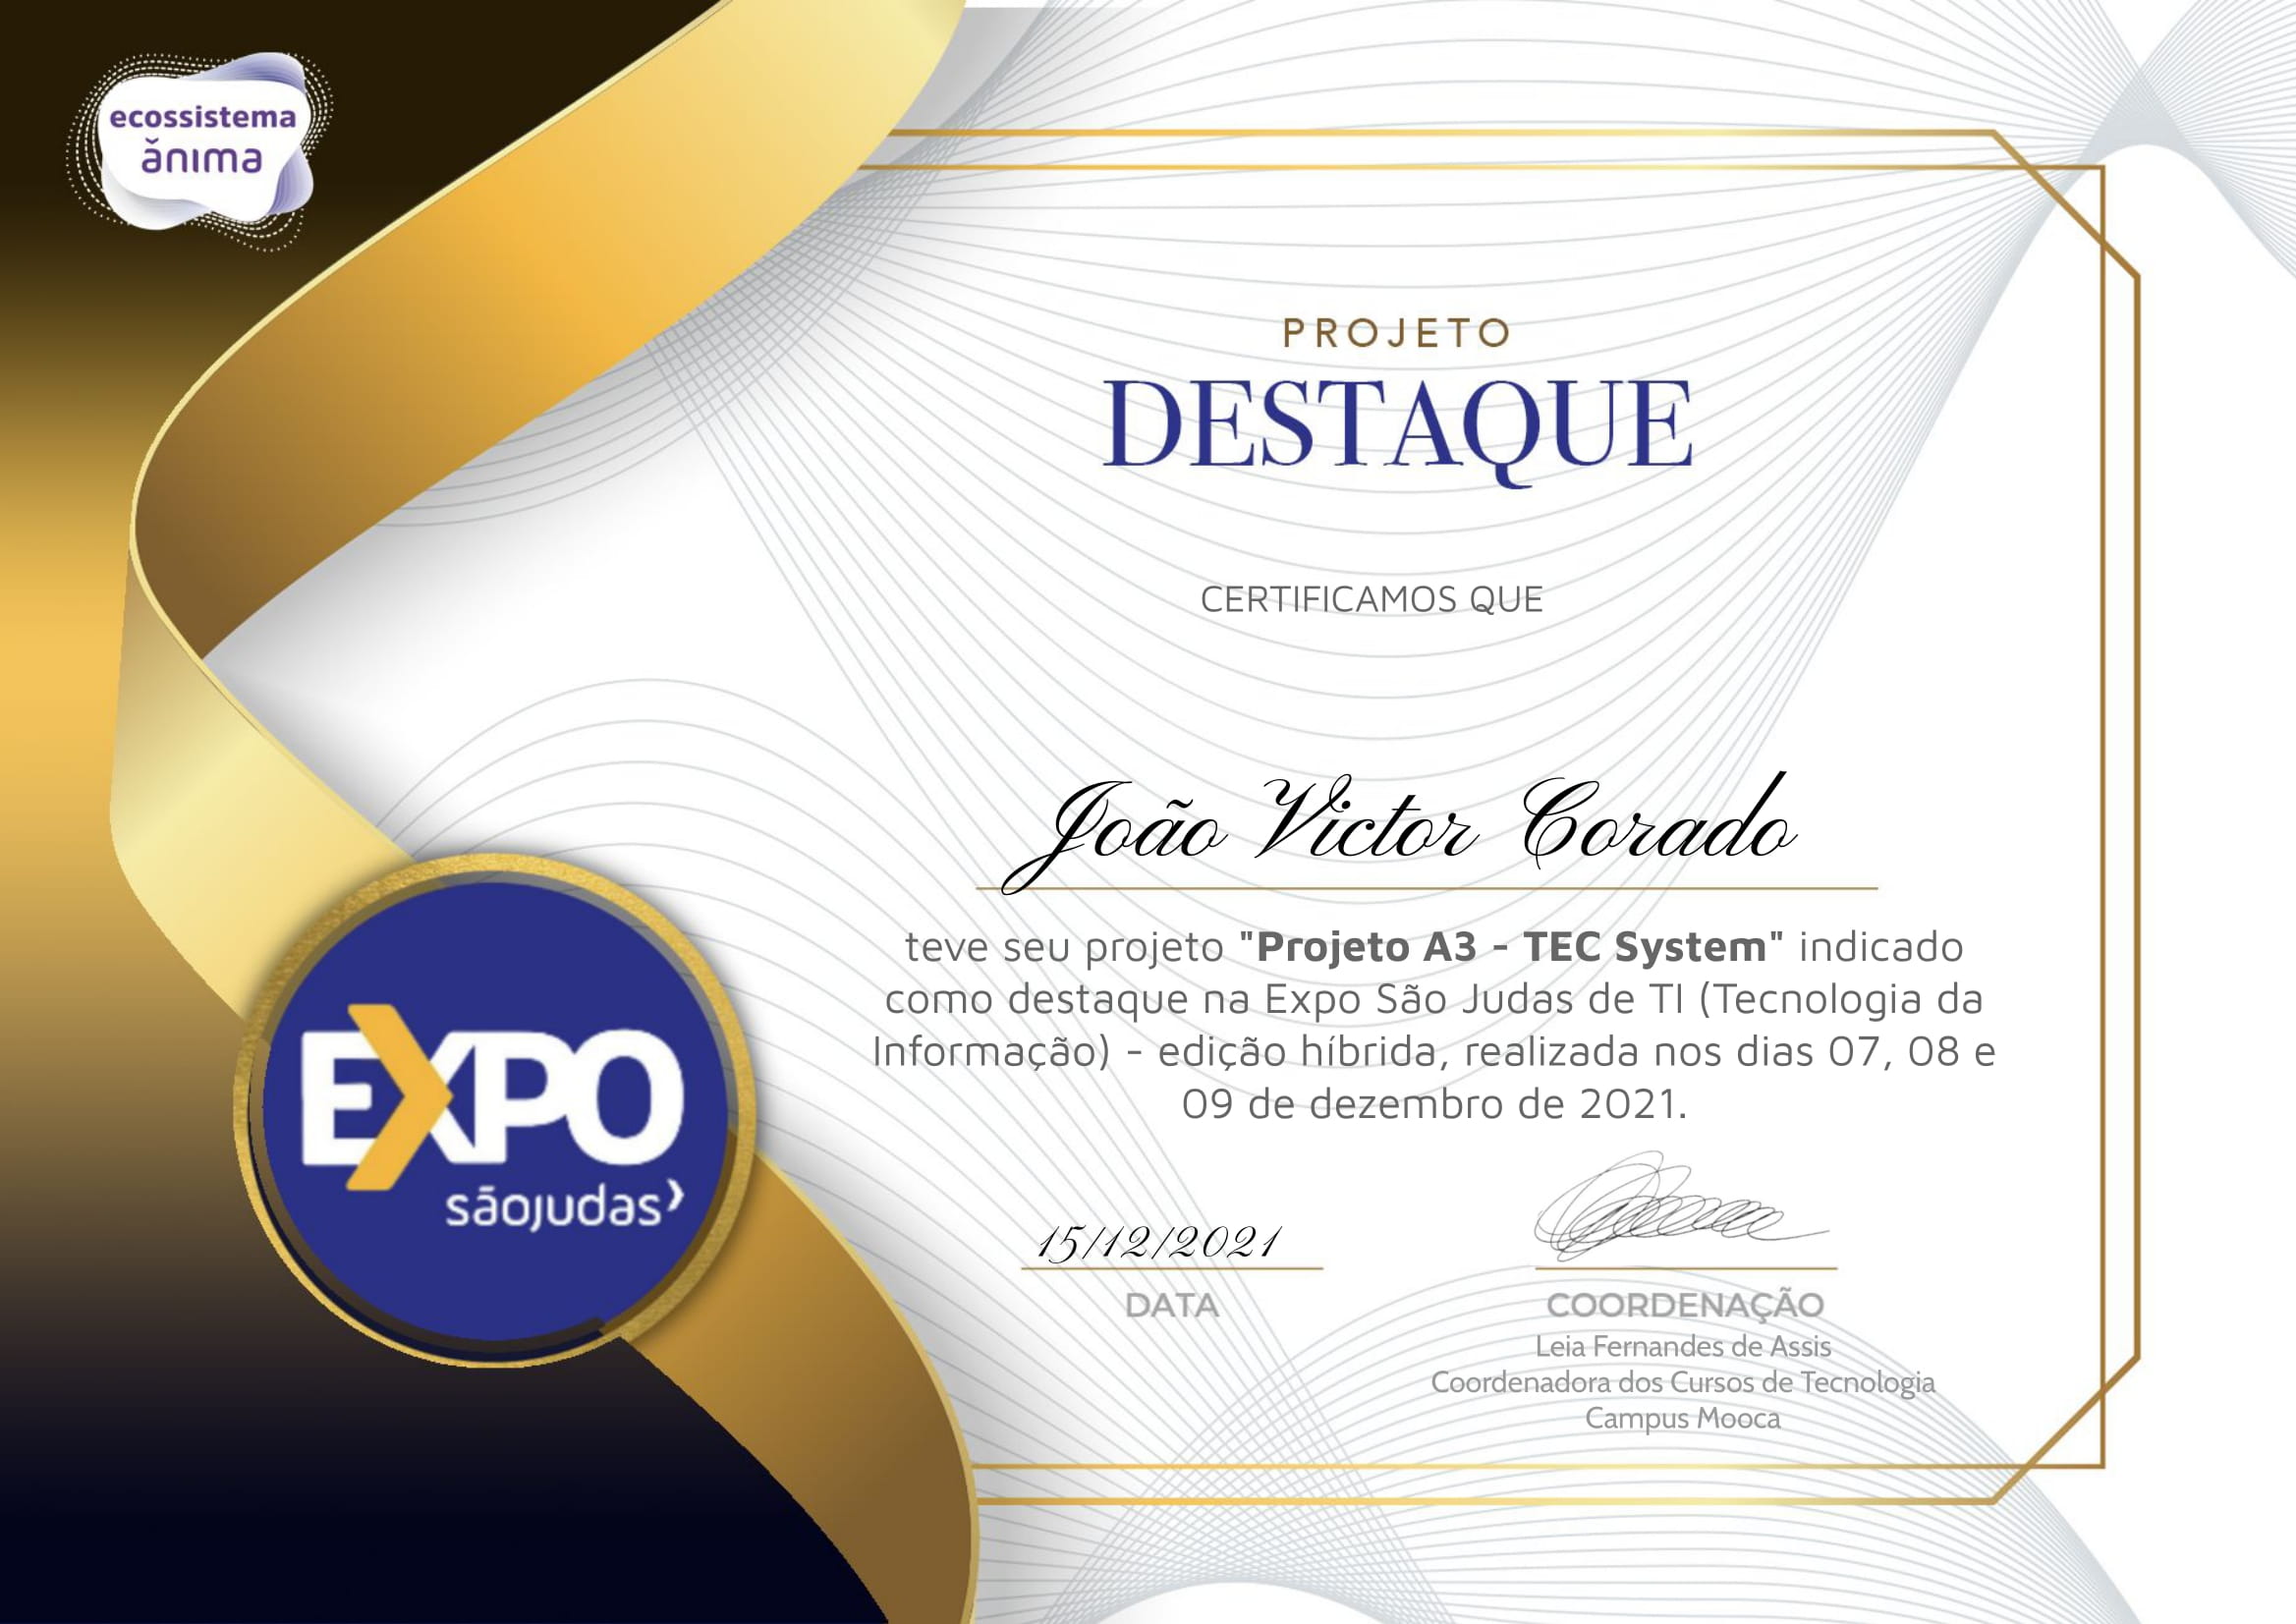 ecossistema
ănıma
PROJETO
DESTAQUE
CERTIFICAMOS QUE
João Victor Corado
teve seu projeto "Projeto A3 - TEC System" indicado
como destaque na Expo São Judas de TI (Tecnologia da
Informação) - edição híbrida, realizada nos dias 07, 08 e
09 de dezembro de 2021.
EXPO
sãojudas
15/12/2021
DATA
COORDENAÇÃO
Leia Fernandes de Assis
Coordenadora dos Cursos de Tecnologia
Campus Mooca